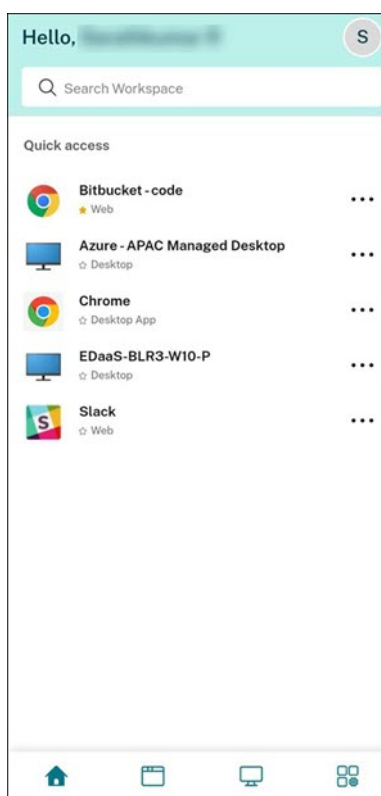 Hello,
S
Search Workspace
Quick access
Bitbucket - code
Web
Azure - APAC Managed Desktop
Desktop
Chrome
Desktop App
EDaaS-BLR3-W10-P
Desktop
S
Slack
Web